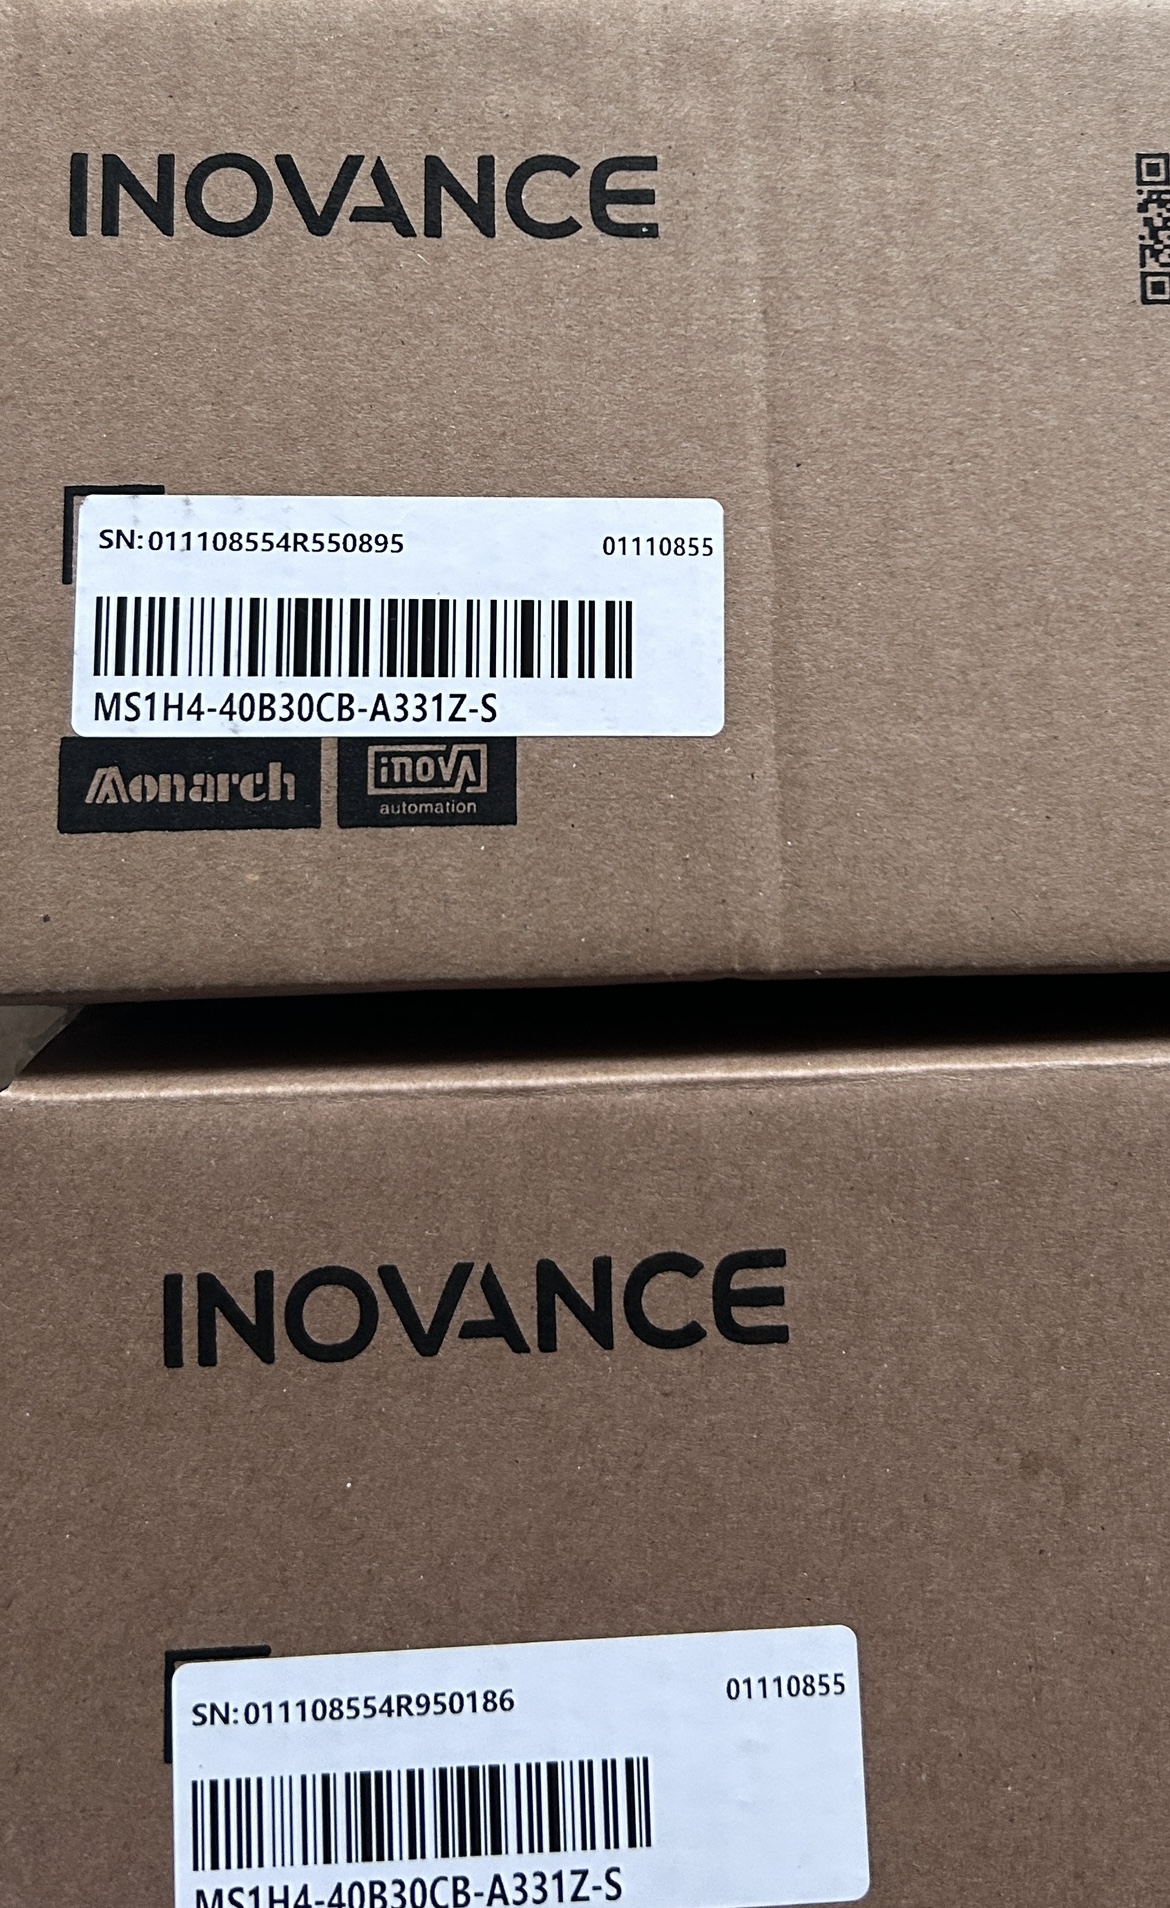 INOVANCE
SN:011108554R550895 01110855
MS1H4-40B30CB-A331Z-S
Monarch inovA
automation
INOVANCE
SN:011108554R950186 01110855
MS1H4-40B30CB-A331Z-S